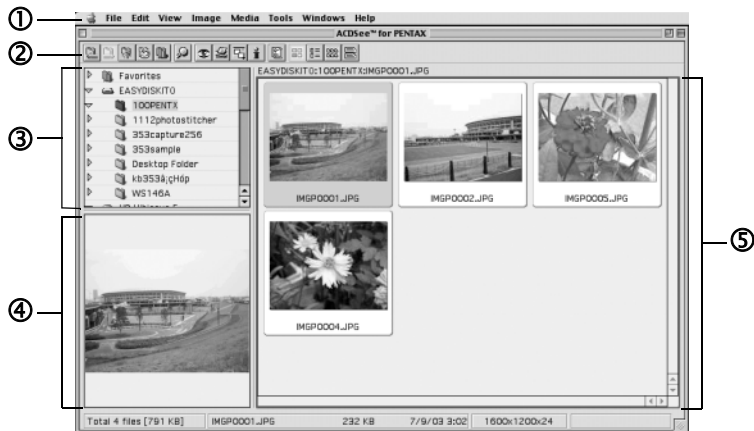 ① File Edit View Image Media Tools Windows Help
ACDSee™ for PENTAX
②
EASYDISKIT0:100PENTX:IMGP0001.JPG
③
Favorites
EASYDISKIT0
100PENTX
1112photostitcher
353capture256
353sample
Desktop Folder
kb353â;çHóp
WS146A
IMGP0001.JPG
IMGP0002.JPG
IMGP0005.JPG
④
IMGP0004.JPG
⑤
Total 4 files [791 KB]
IMGP0001.JPG 232 KB 7/9/03 3:02
1600x1200x24